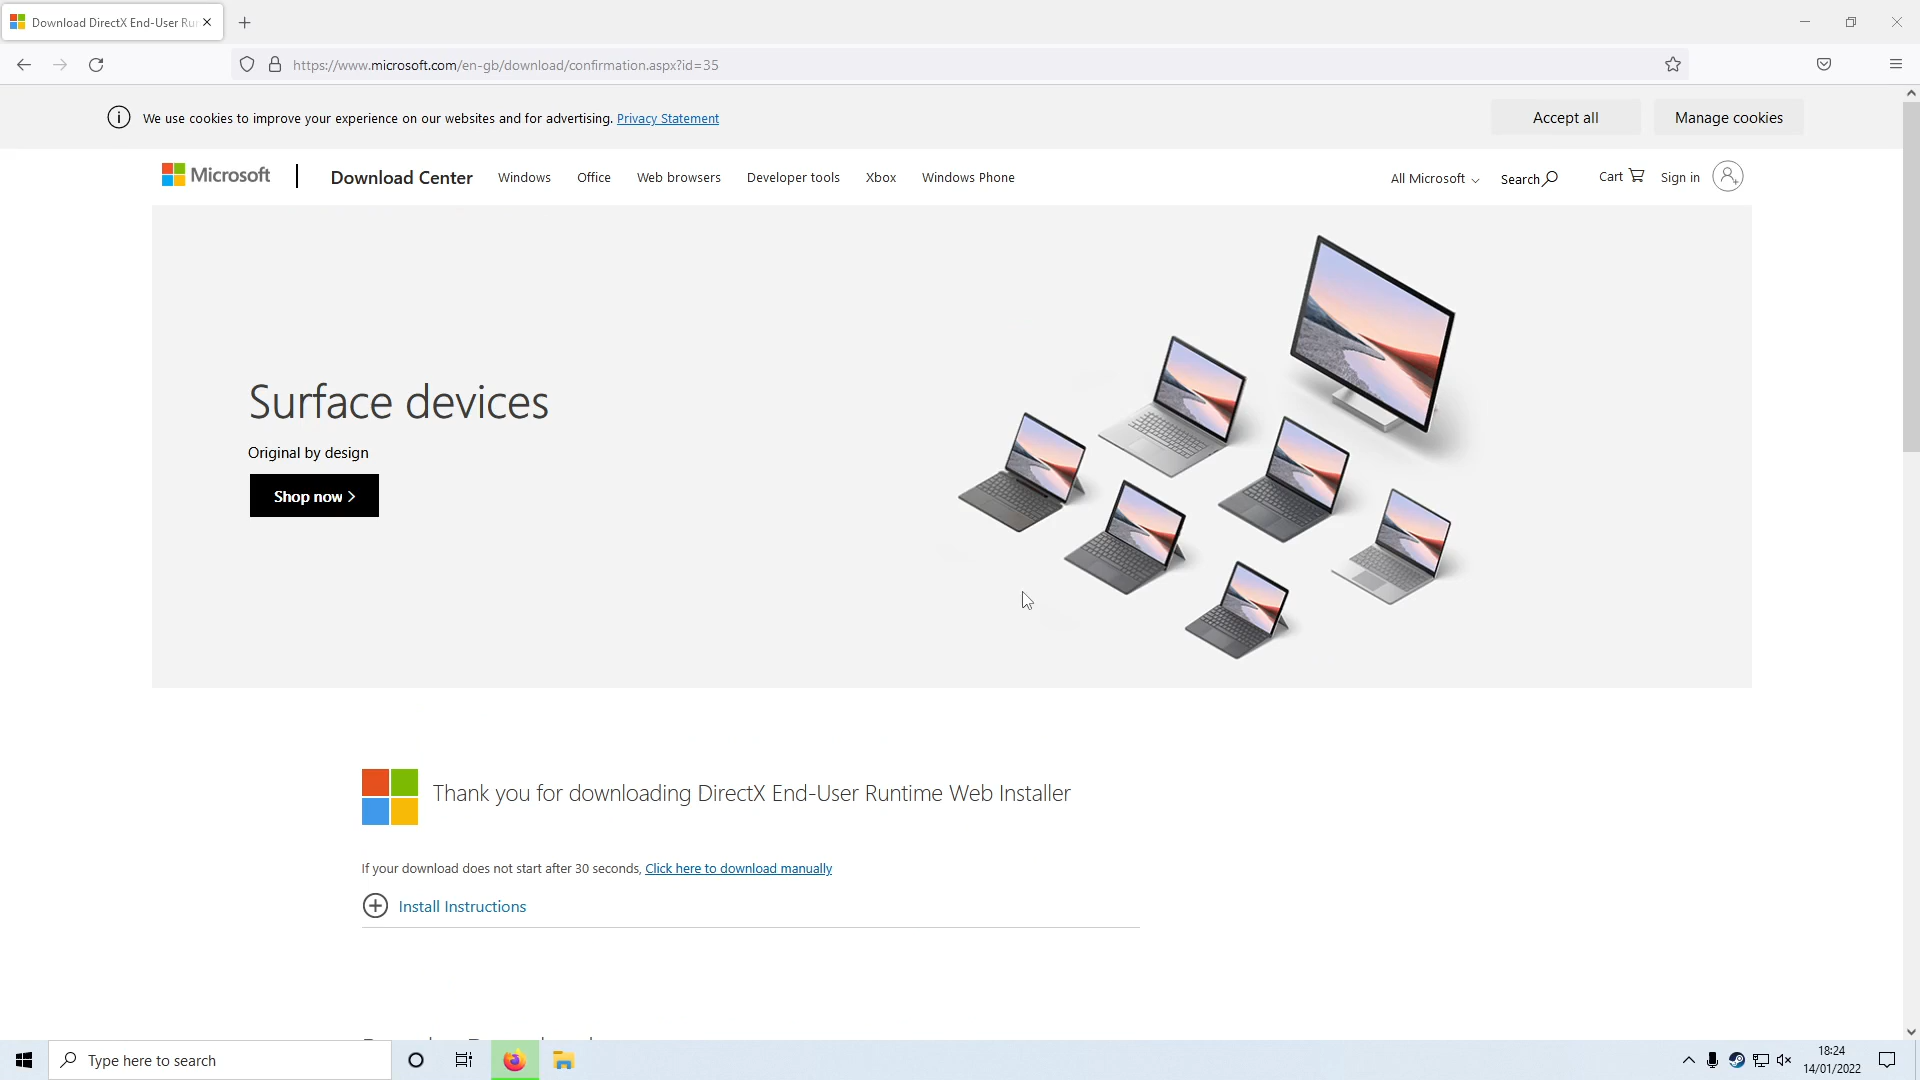 Download DirectX End-User Ru
https://www.microsoft.com/en-gb/download/confirmation.aspx?id=35
We use cookies to improve your experience on our websites and for advertising. Privacy Statement
Accept all
Manage cookies
Microsoft
Download Center
Windows
Office
Web browsers
Developer tools
Xbox
Windows Phone
All Microsoft
Search
Cart
Sign in
Surface devices
Original by design
Shop now
Thank you for downloading DirectX End-User Runtime Web Installer
If your download does not start after 30 seconds, Click here to download manually
Install Instructions
Type here to search
18:24
14/01/2022